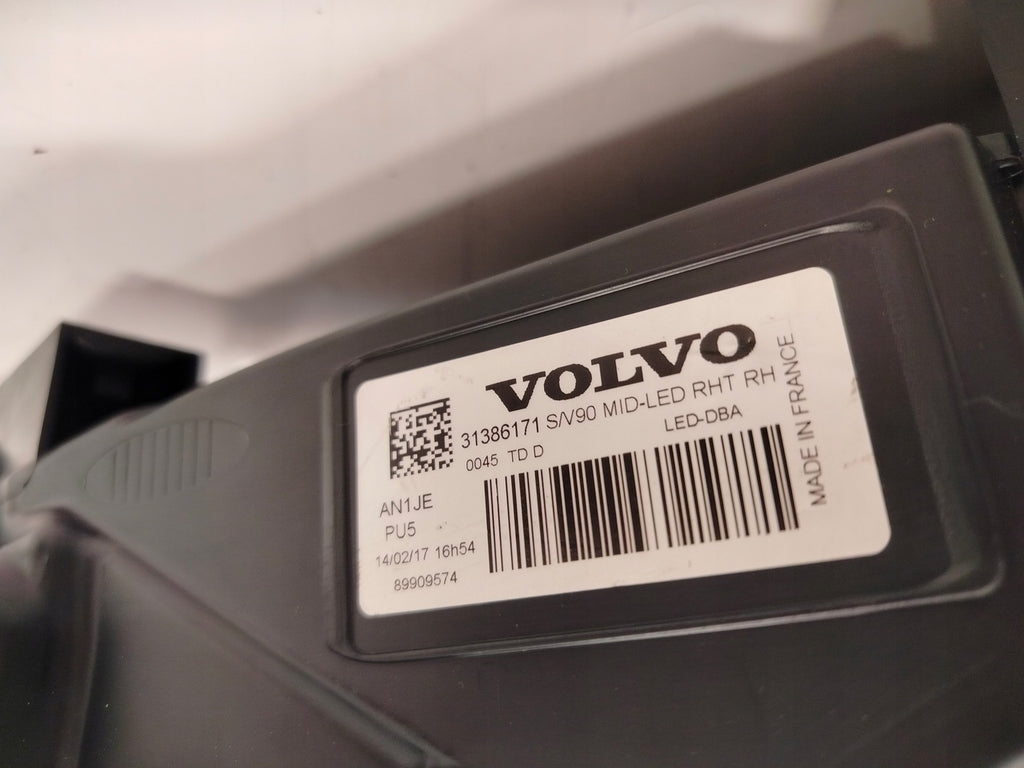 VOLVO
31386171 S/V90 MID-LED RHT RH
0045 TD D
LED-DBA
AN1JE
PU5
14/02/17 16h54
89909574
MADE IN FRANCE